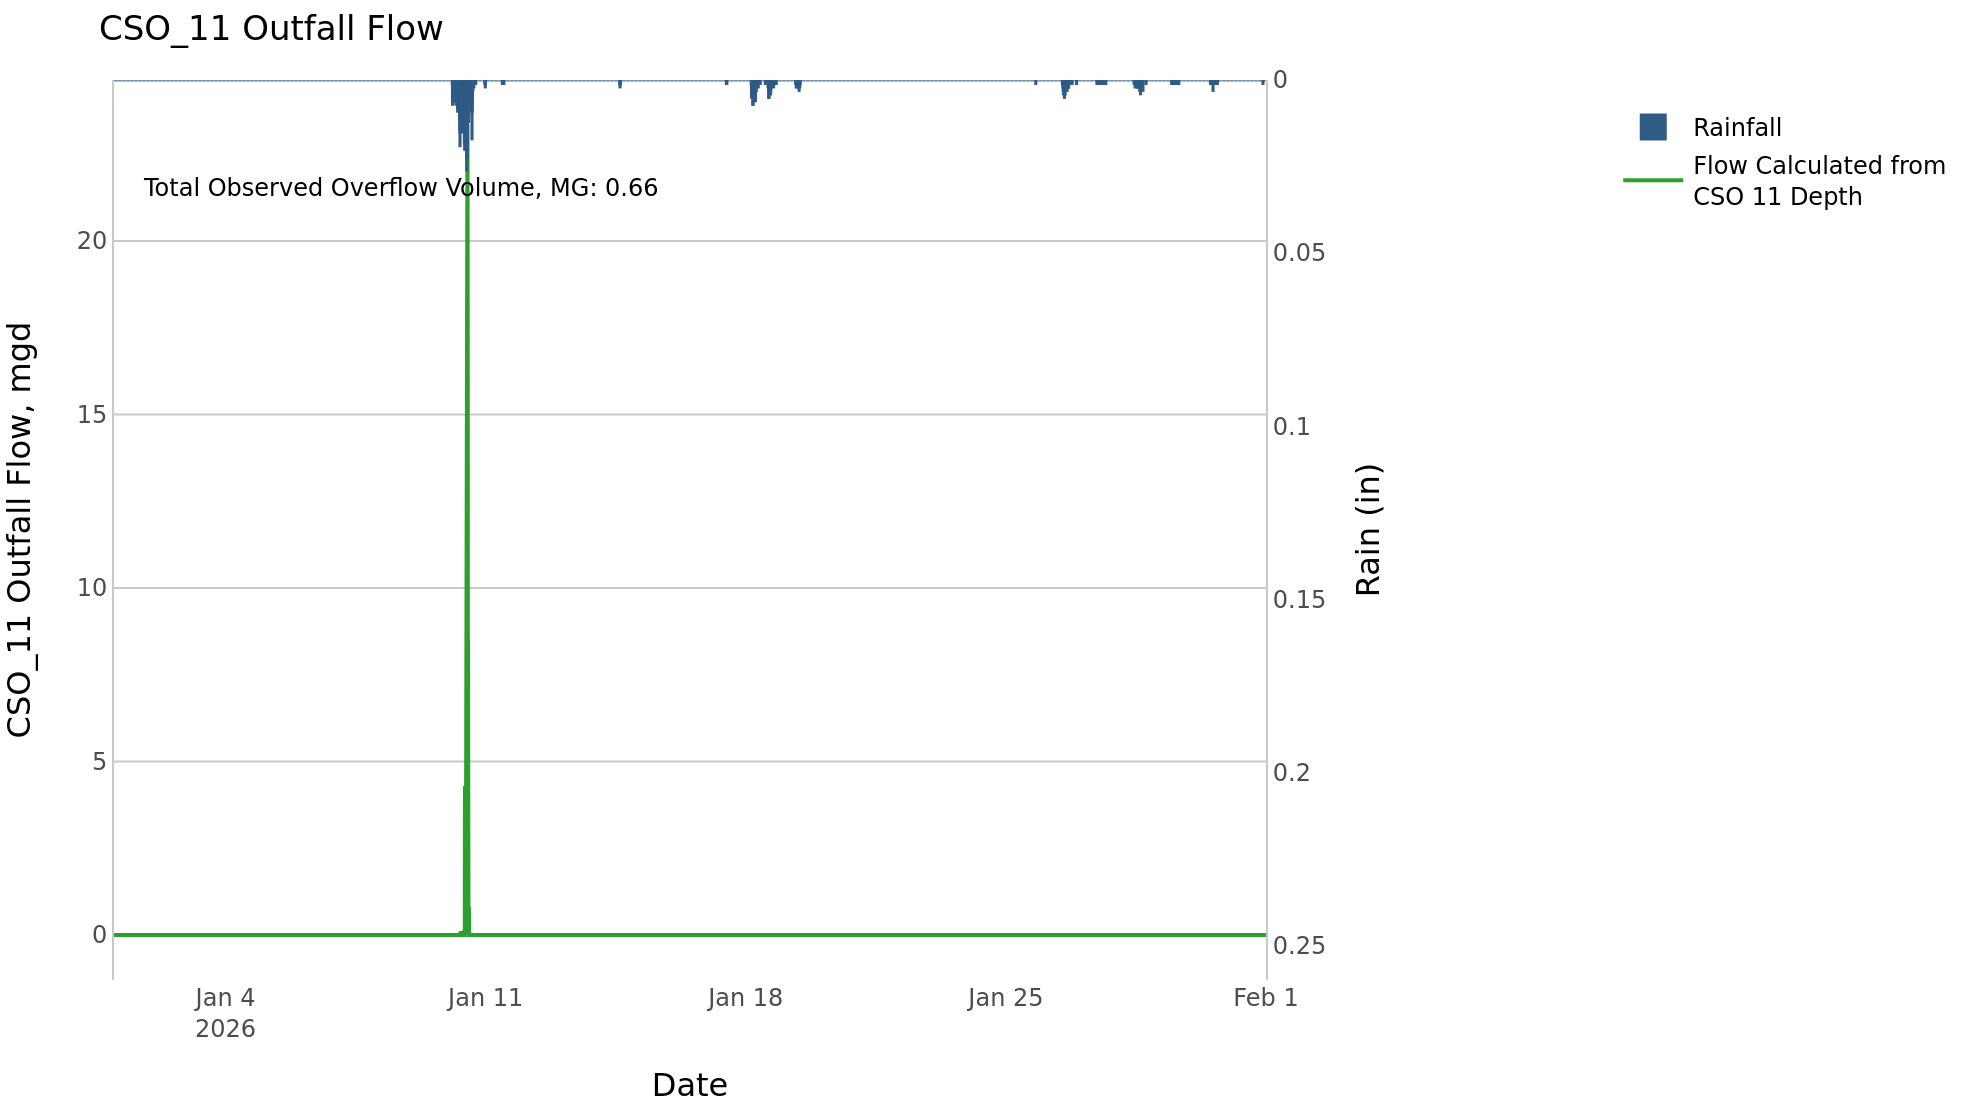 CSO_11 Outfall Flow
Total Observed Overflow Volume, MG: 0.66
Rainfall
Flow Calculated from
CSO 11 Depth
CSO_11 Outfall Flow, mgd
20
15
10
5
0
0
0.05
0.1
0.15
0.2
0.25
Rain (in)
Jan 4
2026
Jan 11
Jan 18
Jan 25
Feb 1
Date